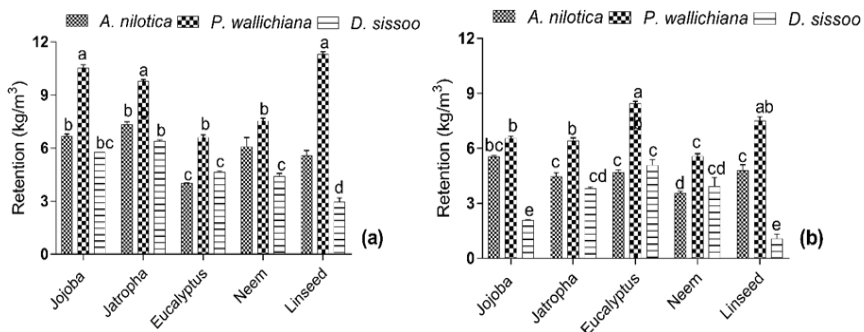 A. nilotica P. wallichiana D. sissoo
Retention (kg/m³)
12
9
6
3
0
b a bc
b a b
c b c
b c
a d
Jojoba
Jatropha
Eucalyptus
Neem
Linseed
(a)
A. nilotica P. wallichiana D. sissoo
Retention (kg/m³)
12
9
6
3
0
bc b e
c c cd
c a b c
d c cd
c ab e
Jojoba
Jatropha
Eucalyptus
Neem
Linseed
(b)